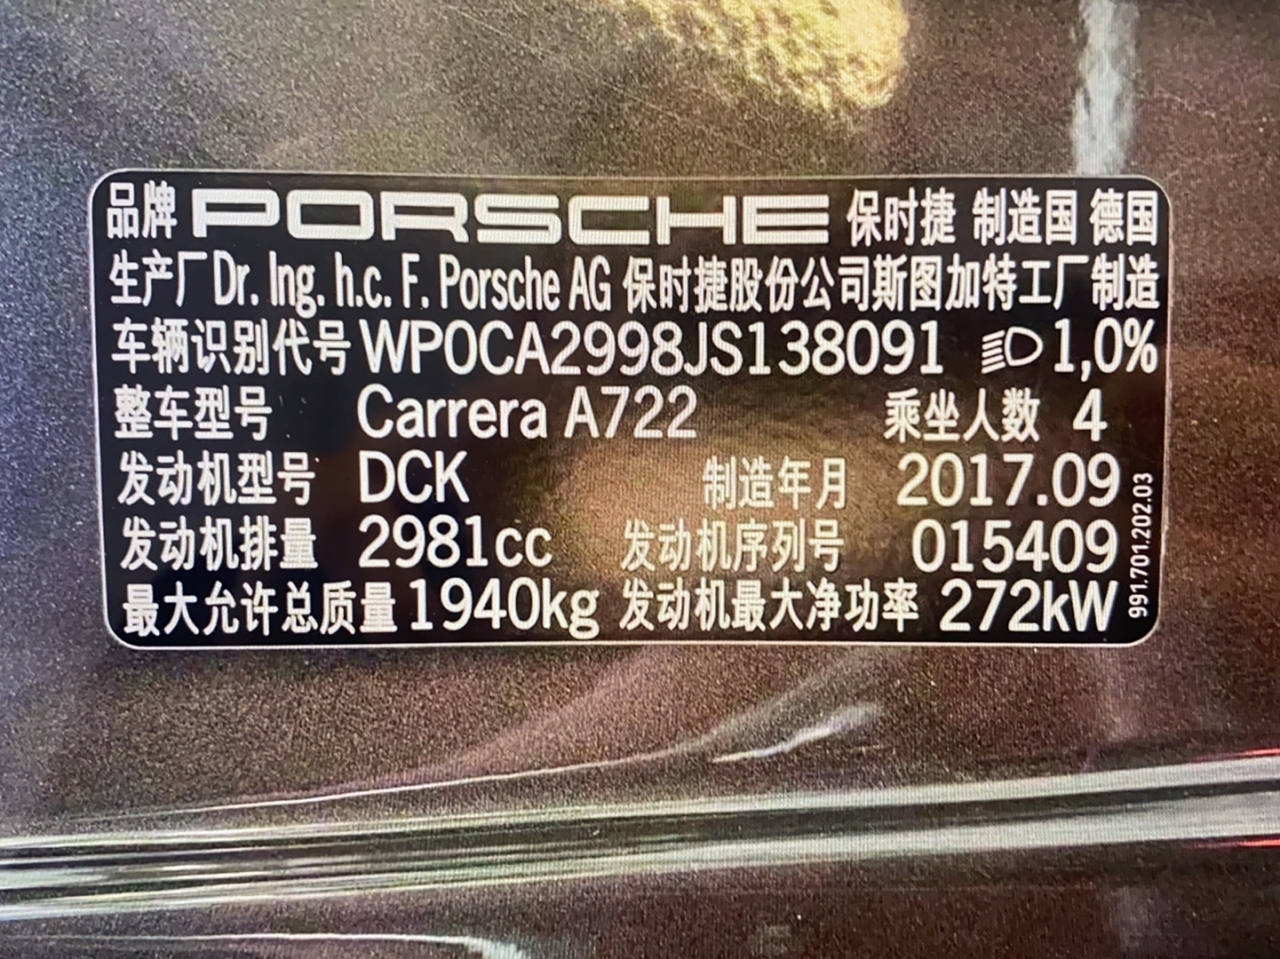 品牌 PORSCHE 保时捷 制造国 德国
生产厂 Dr. Ing. h.c. F. Porsche AG 保时捷股份公司斯图加特工厂制造
车辆识别代号 WP0CA2998JS138091 1,0%
整车型号 Carrera A722 乘坐人数 4
发动机型号 DCK 制造年月 2017.09
发动机排量 2981cc 发动机序列号 015409
最大允许总质量 1940kg 发动机最大净功率 272kW
991.701.202.03